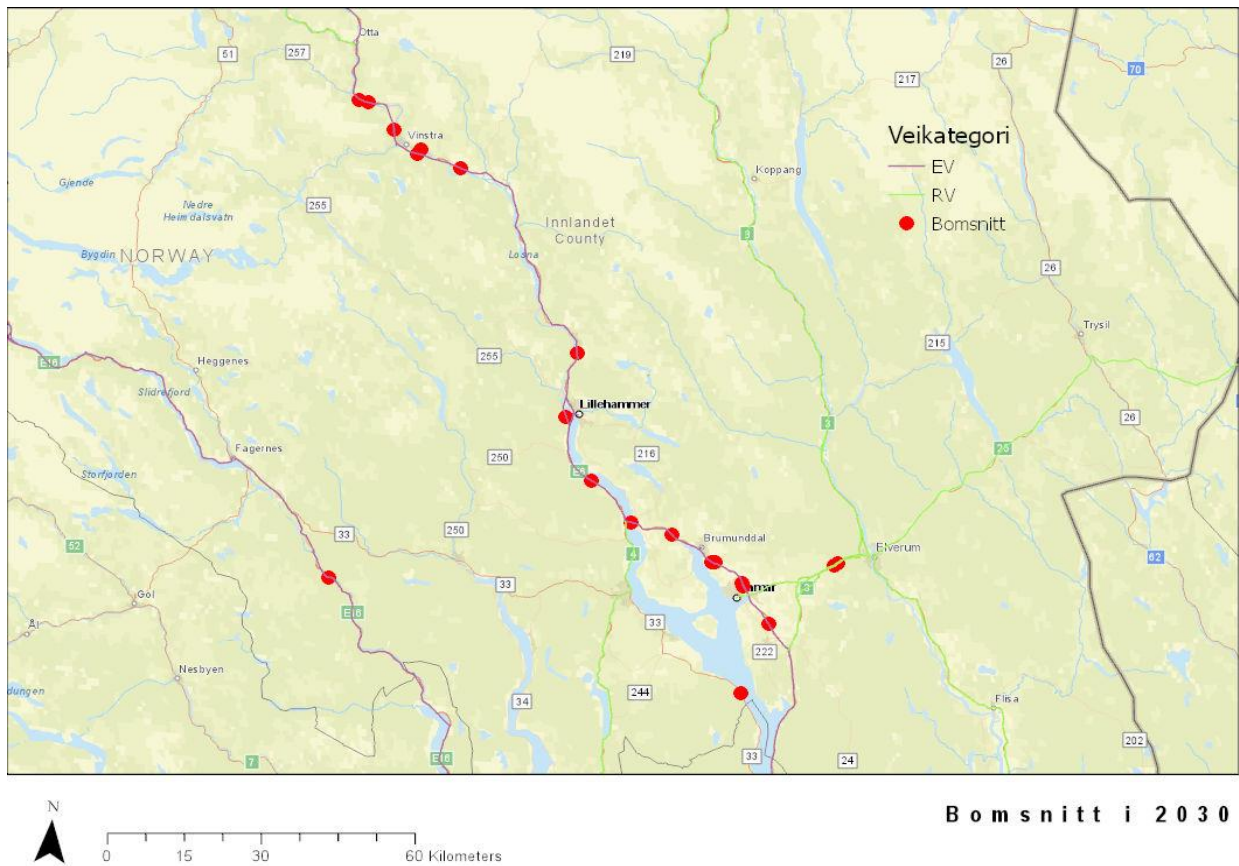 Otta
257
51
219
26
70
217
Vinstra
Veikategori
EV
RV
Bomsnitt
Koppang
Gjende
Nedre
Heimdalsvatn
255
Innlandet
County
Losna
Bygdin
NORWAY
3
26
Trysil
215
E16
Heggenes
255
Slidrefjord
Lillehammer
3
26
25
Fagernes
250
216
E6
Storfjorden
33
250
4
52
Brumunddal
Elverum
62
33
3
Gol
E16
Ål
33
222
Nesbyen
244
34
Flisa
202
7
E16
33
24
N
Bomsnitt i 2030
0 15 30 60 Kilometers